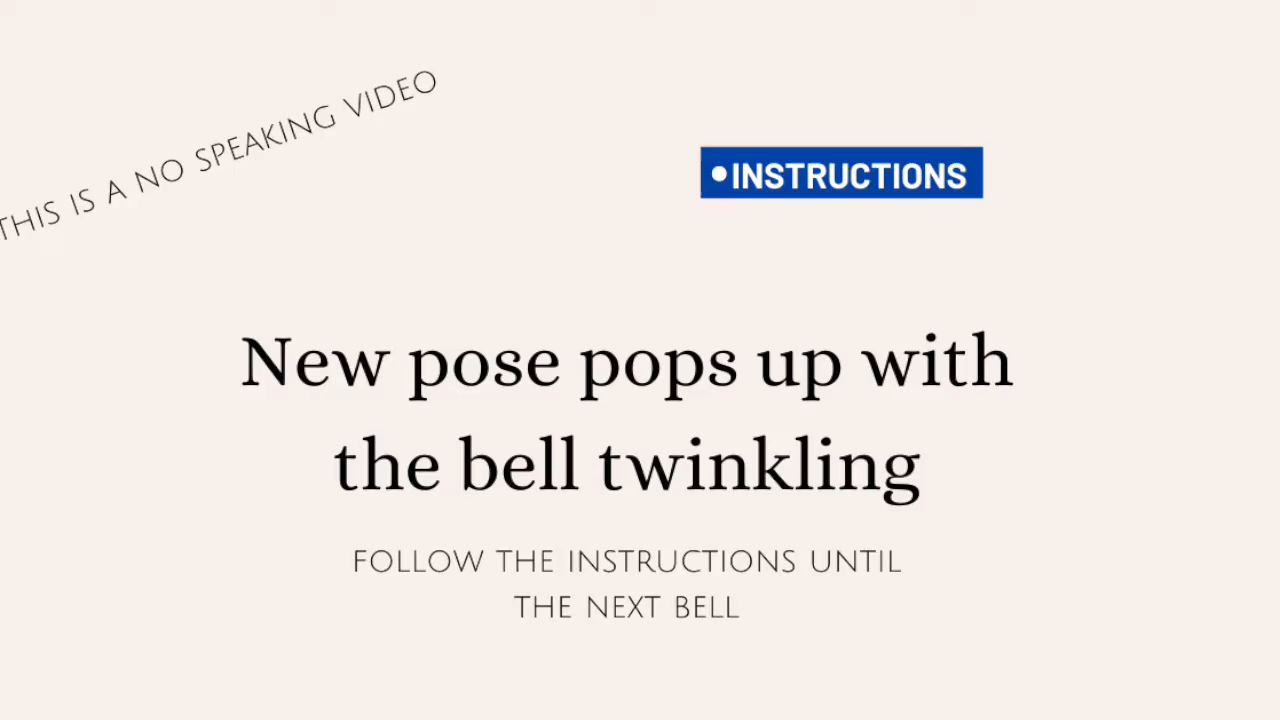 THIS IS A NO SPEAKING VIDEO
•INSTRUCTIONS
New pose pops up with
the bell twinkling
FOLLOW THE INSTRUCTIONS UNTIL
THE NEXT BELL